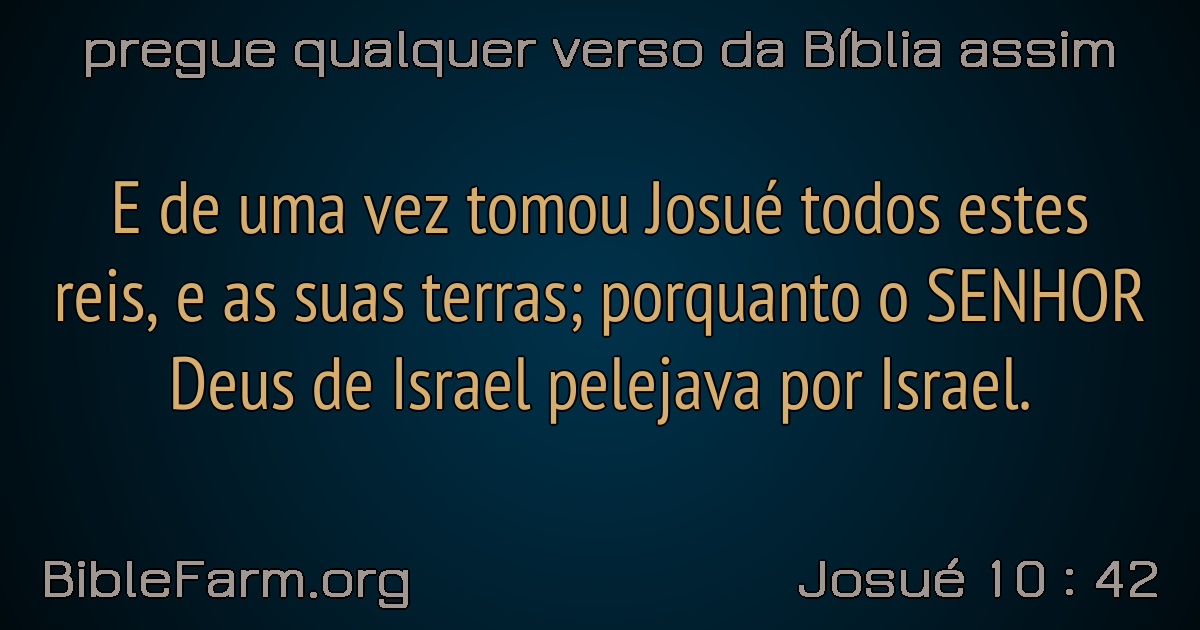 pregue qualquer verso da Bíblia assim
E de uma vez tomou Josué todos estes
reis, e as suas terras; porquanto o SENHOR
Deus de Israel pelejava por Israel.
BibleFarm.org
Josué 10 : 42